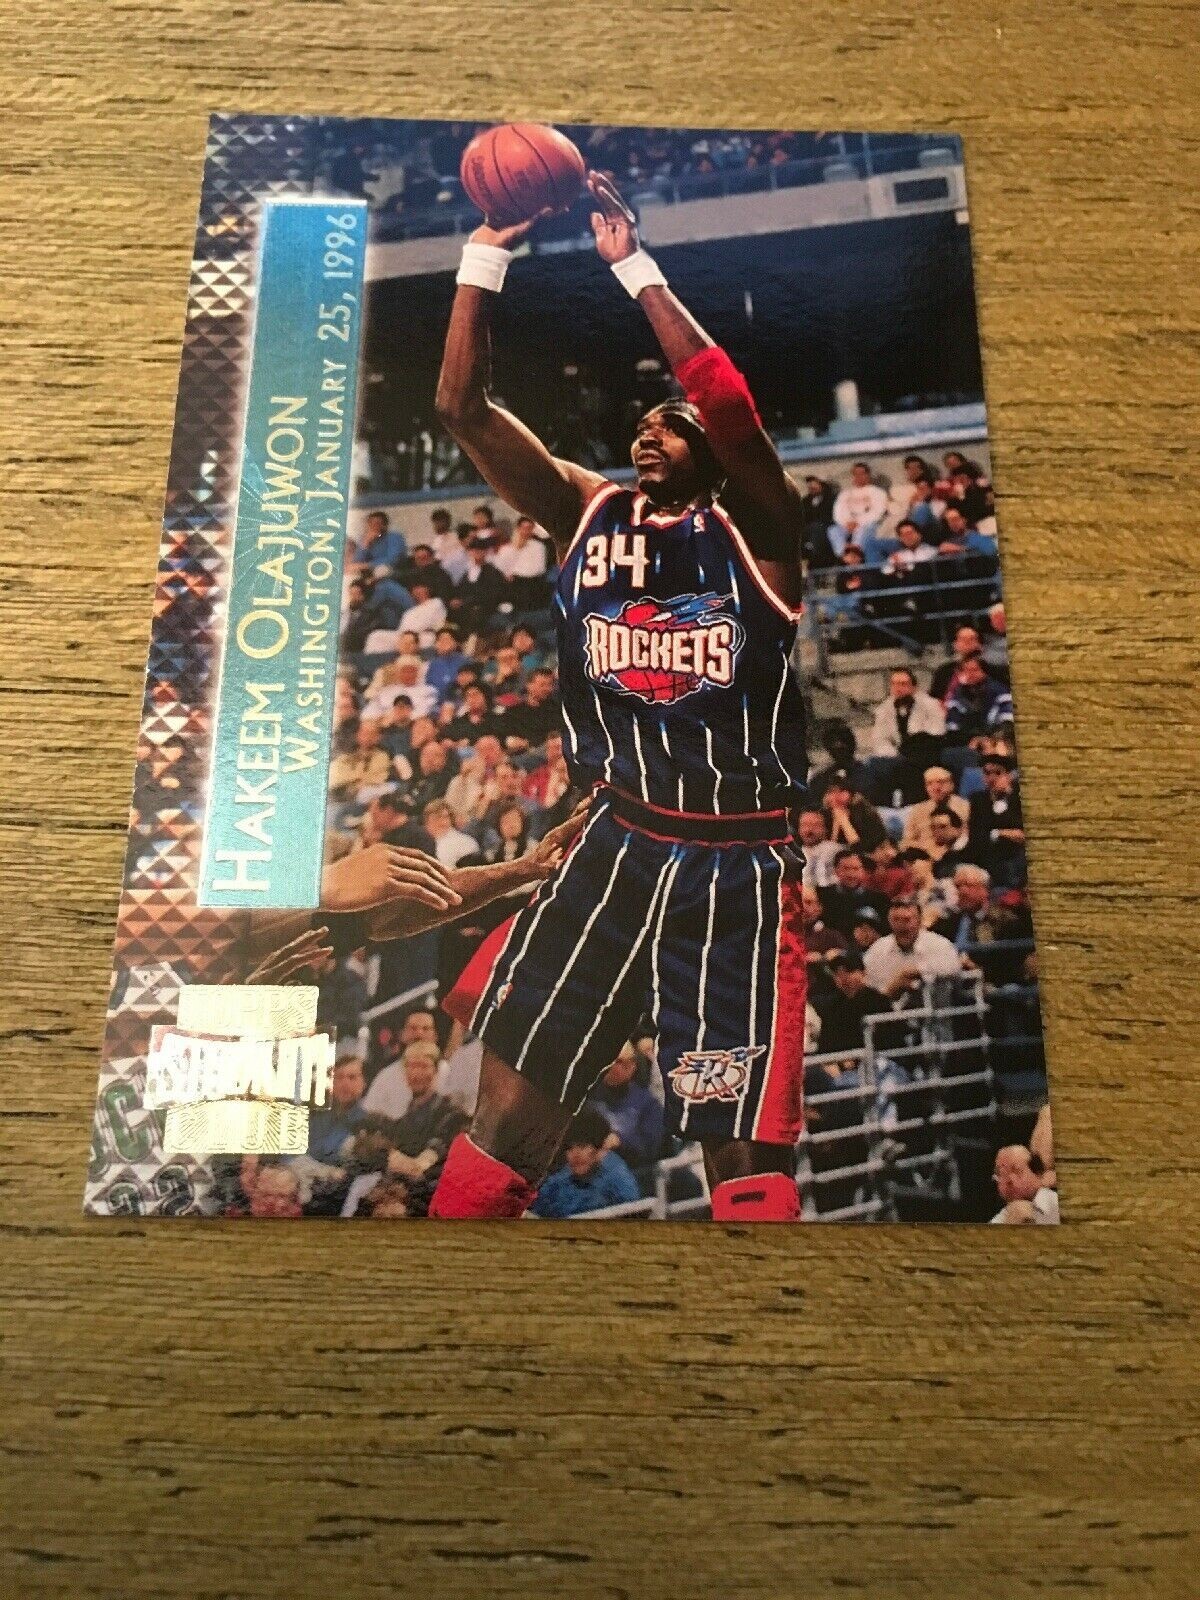 HAKEEM OLAJUWON
WASHINGTON, JANUARY 25, 1996
34
ROCKETS